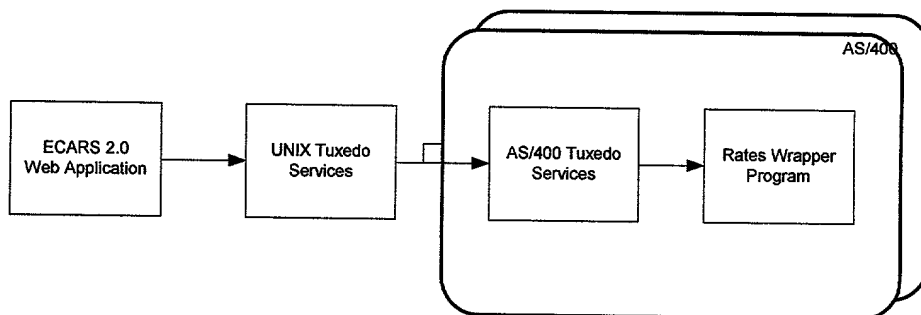 AS/400
ECARS 2.0
Web Application
UNIX Tuxedo
Services
AS/400 Tuxedo
Services
Rates Wrapper
Program